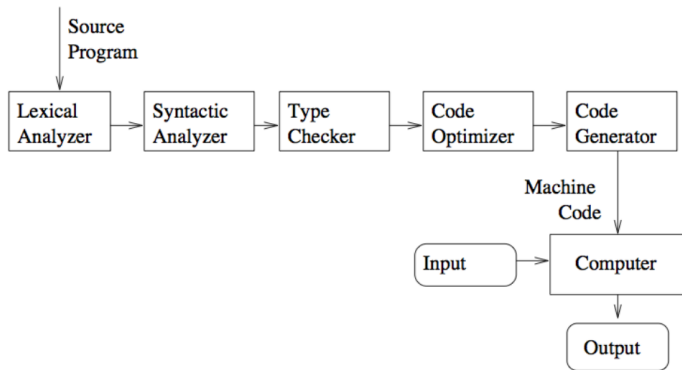 Source
Program
Lexical
Analyzer
Syntactic
Analyzer
Type
Checker
Code
Optimizer
Code
Generator
Machine
Code
Input
Computer
Output